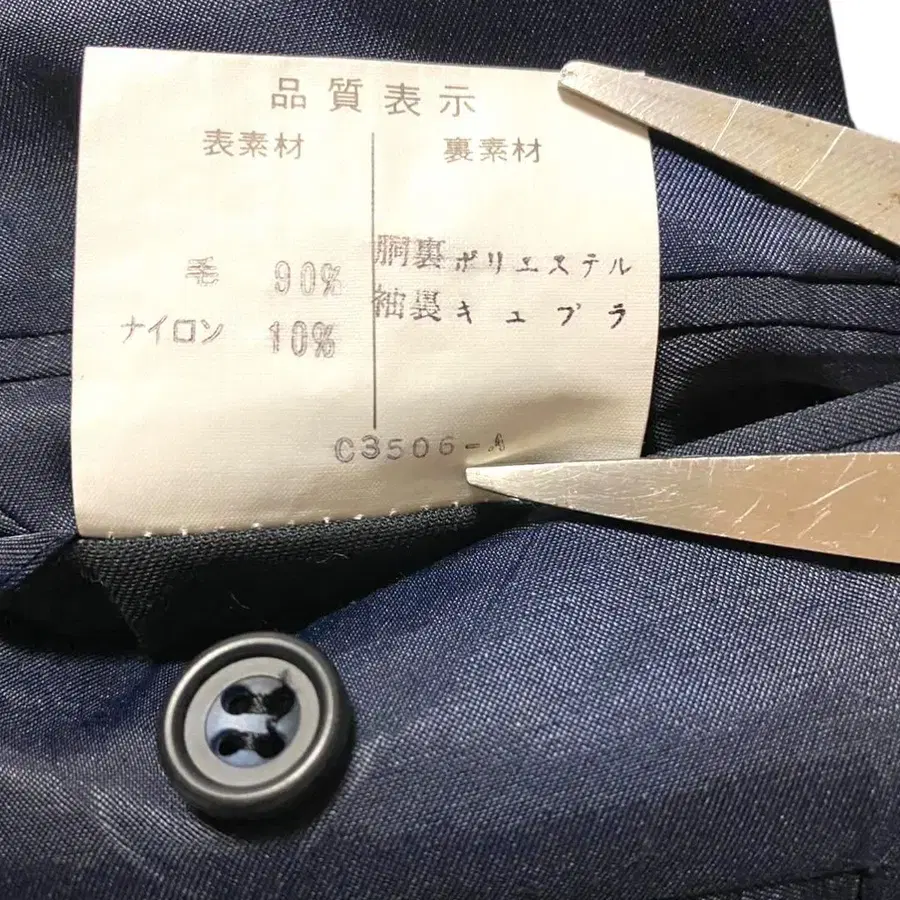 品質表示
表素材
毛 90%
ナイロン 10%
裏素材
胴裏 ポリエステル
袖裏 キュプラ
C3506-A